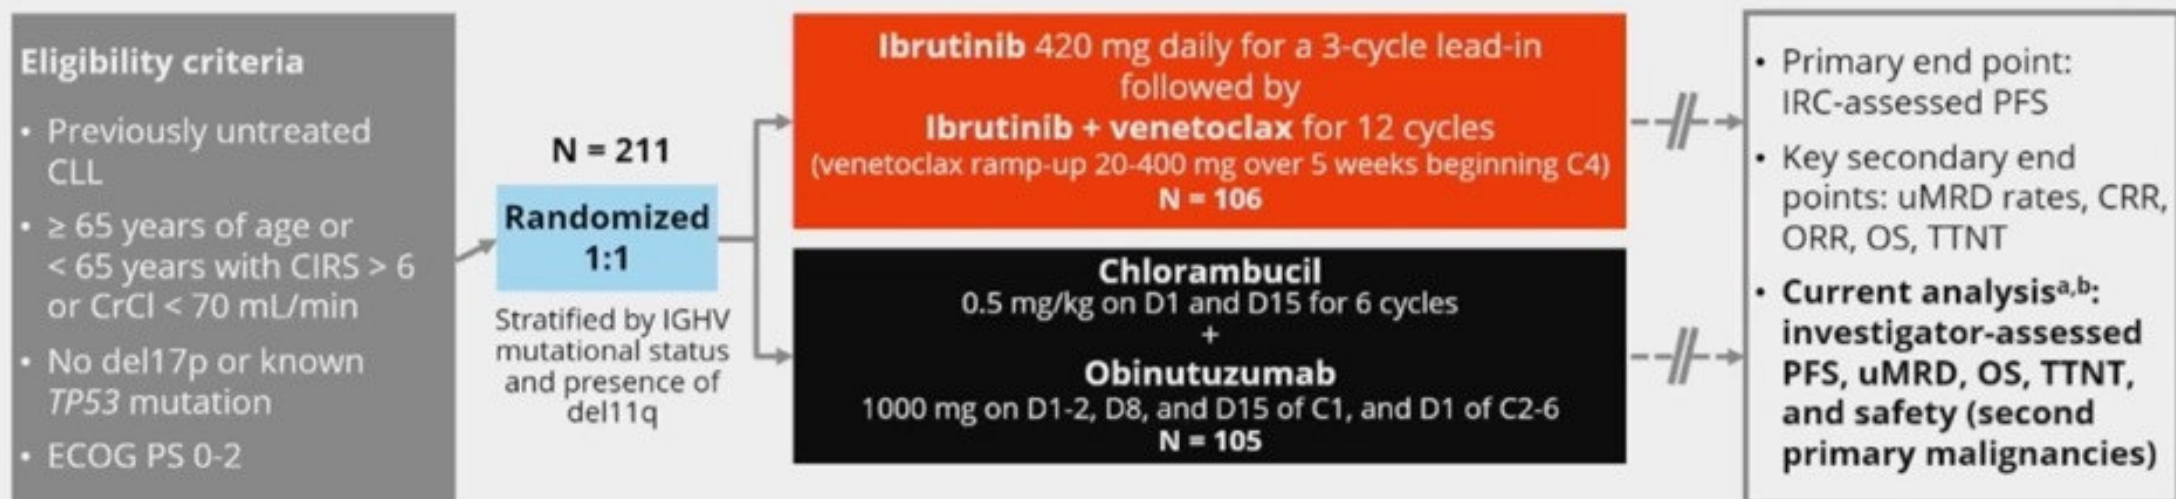 Eligibility criteria
• Previously untreated
CLL
• ≥ 65 years of age or
< 65 years with CIRS > 6
or CrCl < 70 mL/min
• No del17p or known
TP53 mutation
• ECOG PS 0-2
N = 211
Randomized
1:1
Stratified by IGHV
mutational status
and presence of
del11q
Ibrutinib 420 mg daily for a 3-cycle lead-in
followed by
Ibrutinib + venetoclax for 12 cycles
(venetoclax ramp-up 20-400 mg over 5 weeks beginning C4)
N = 106
Chlorambucil
0.5 mg/kg on D1 and D15 for 6 cycles
+
Obinutuzumab
1000 mg on D1-2, D8, and D15 of C1, and D1 of C2-6
N = 105
• Primary end point:
IRC-assessed PFS
• Key secondary end
points: uMRD rates, CRR,
ORR, OS, TTNT
• Current analysisᵃ,ᵇ:
investigator-assessed
PFS, uMRD, OS, TTNT,
and safety (second
primary malignancies)